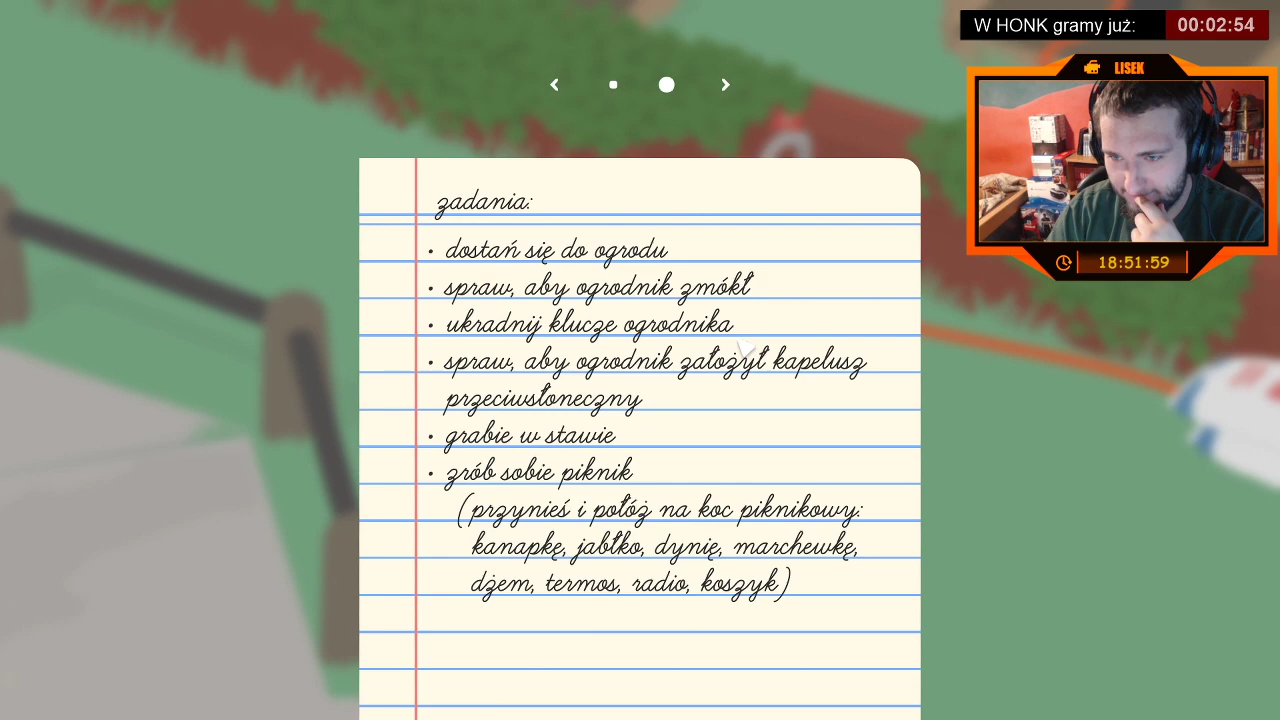 W HONK gramy już: 00:02:54
LISEK
18:51:59
zadania:
• dostań się do ogrodu
• spraw, aby ogrodnik zmókł
• ukradnij klucze ogrodnika
• spraw, aby ogrodnik założył kapelusz
przeciwsłoneczny
• grabie w stawie
• zrób sobie piknik
(przynieś i połóż na koc piknikowy:
kanapkę, jabłko, dynię, marchewkę,
dżem, termos, radio, koszyk)